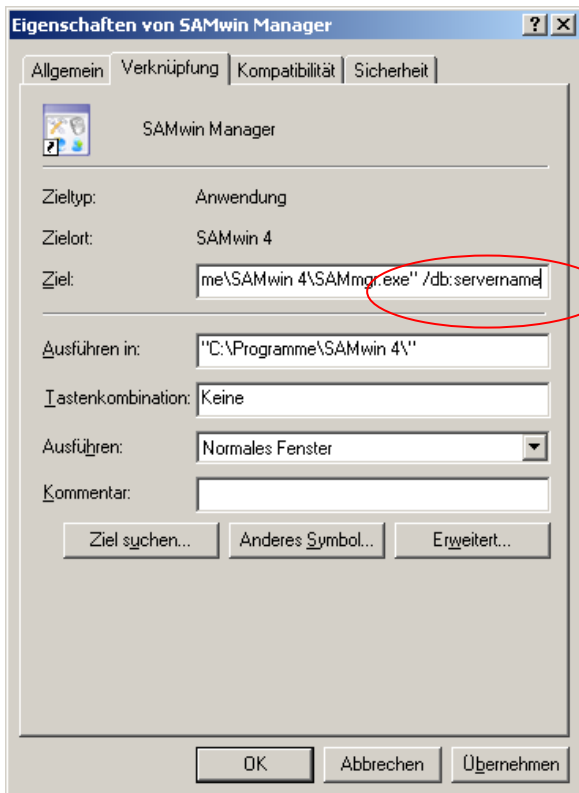 Eigenschaften von SAMwin Manager
Allgemein Verknüpfung Kompatibilität Sicherheit
SAMwin Manager
Zieltyp: Anwendung
Zielort: SAMwin 4
Ziel: me\SAMwin 4\SAMmgr.exe" /db:servername
Ausführen in: "C:\Programme\SAMwin 4\"
Tastenkombination: Keine
Ausführen: Normales Fenster
Kommentar:
Ziel suchen... Anderes Symbol... Erweitert...
OK Abbrechen Übernehmen